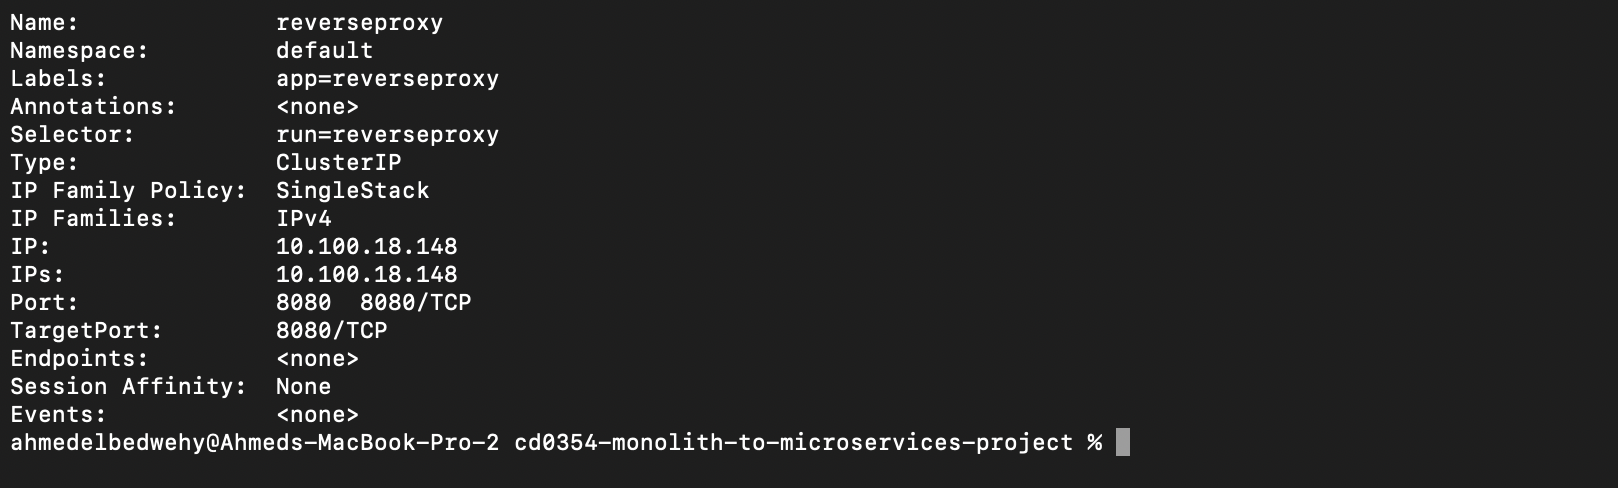 Name:              reverseproxy
Namespace:         default
Labels:            app=reverseproxy
Annotations:       <none>
Selector:          run=reverseproxy
Type:              ClusterIP
IP Family Policy:  SingleStack
IP Families:       IPv4
IP:                10.100.18.148
IPs:               10.100.18.148
Port:              8080  8080/TCP
TargetPort:        8080/TCP
Endpoints:         <none>
Session Affinity:  None
Events:            <none>
ahmedelbedwehy@Ahmeds-MacBook-Pro-2 cd0354-monolith-to-microservices-project %